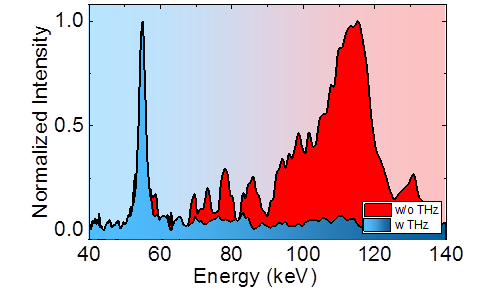 Normalized Intensity
1.0
0.5
0.0
w/o THz
w THz
40 60 80 100 120 140
Energy (keV)